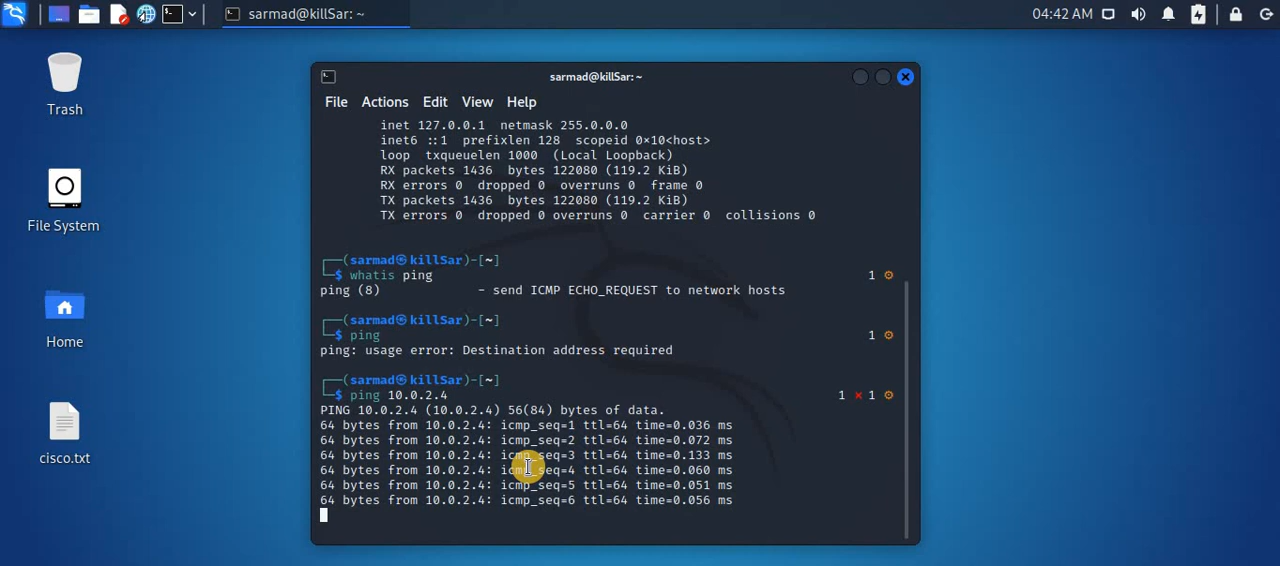 sarmad@killSar: ~
04:42 AM
Trash
File System
Home
cisco.txt
sarmad@killSar: ~
File Actions Edit View Help
inet 127.0.0.1 netmask 255.0.0.0
inet6 ::1 prefixlen 128 scopeid 0×10<host>
loop txqueuelen 1000 (Local Loopback)
RX packets 1436 bytes 122080 (119.2 KiB)
RX errors 0 dropped 0 overruns 0 frame 0
TX packets 1436 bytes 122080 (119.2 KiB)
TX errors 0 dropped 0 overruns 0 carrier 0 collisions 0
┌──(sarmad㉿killSar)-[~]
└─$ whatis ping 1 ⚙
ping (8) - send ICMP ECHO_REQUEST to network hosts
┌──(sarmad㉿killSar)-[~]
└─$ ping 1 ⚙
ping: usage error: Destination address required
┌──(sarmad㉿killSar)-[~]
└─$ ping 10.0.2.4 1 ⨯ 1 ⚙
PING 10.0.2.4 (10.0.2.4) 56(84) bytes of data.
64 bytes from 10.0.2.4: icmp_seq=1 ttl=64 time=0.036 ms
64 bytes from 10.0.2.4: icmp_seq=2 ttl=64 time=0.072 ms
64 bytes from 10.0.2.4: icmp_seq=3 ttl=64 time=0.133 ms
64 bytes from 10.0.2.4: icmp_seq=4 ttl=64 time=0.060 ms
64 bytes from 10.0.2.4: icmp_seq=5 ttl=64 time=0.051 ms
64 bytes from 10.0.2.4: icmp_seq=6 ttl=64 time=0.056 ms